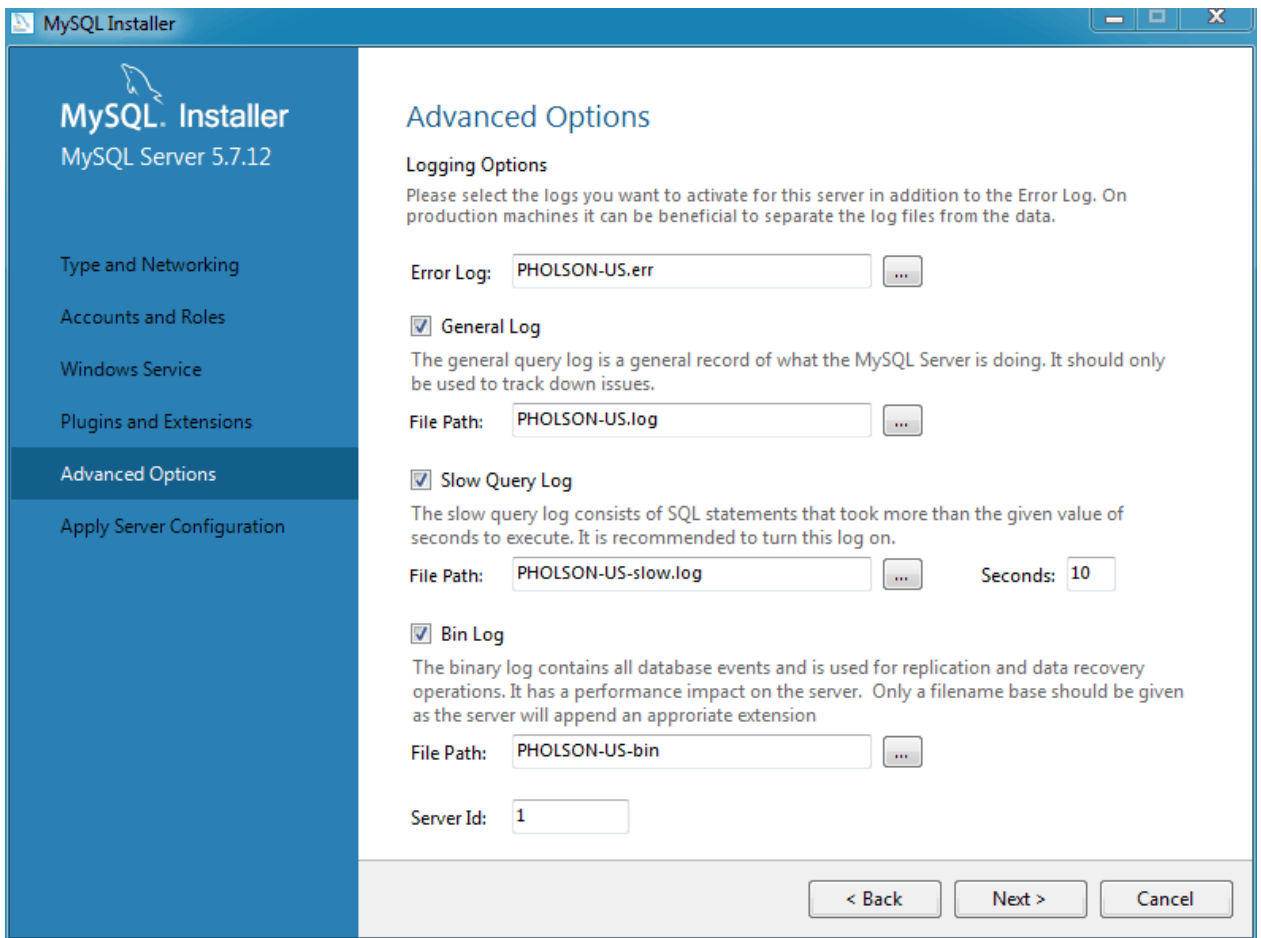 MySQL Installer
MySQL. Installer
MySQL Server 5.7.12
Type and Networking
Accounts and Roles
Windows Service
Plugins and Extensions
Advanced Options
Apply Server Configuration
Advanced Options
Logging Options
Please select the logs you want to activate for this server in addition to the Error Log. On
production machines it can be beneficial to separate the log files from the data.
Error Log: PHOLSON-US.err ...
General Log
The general query log is a general record of what the MySQL Server is doing. It should only
be used to track down issues.
File Path: PHOLSON-US.log ...
Slow Query Log
The slow query log consists of SQL statements that took more than the given value of
seconds to execute. It is recommended to turn this log on.
File Path: PHOLSON-US-slow.log ... Seconds: 10
Bin Log
The binary log contains all database events and is used for replication and data recovery
operations. It has a performance impact on the server.  Only a filename base should be given
as the server will append an approriate extension
File Path: PHOLSON-US-bin ...
Server Id: 1
< Back Next > Cancel